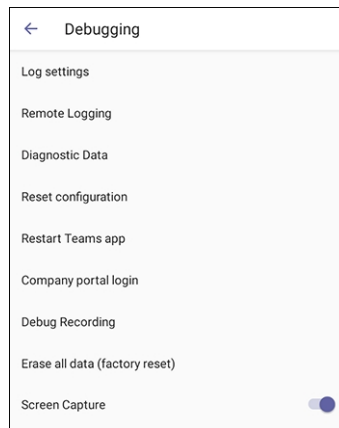 Debugging
Log settings
Remote Logging
Diagnostic Data
Reset configuration
Restart Teams app
Company portal login
Debug Recording
Erase all data (factory reset)
Screen Capture